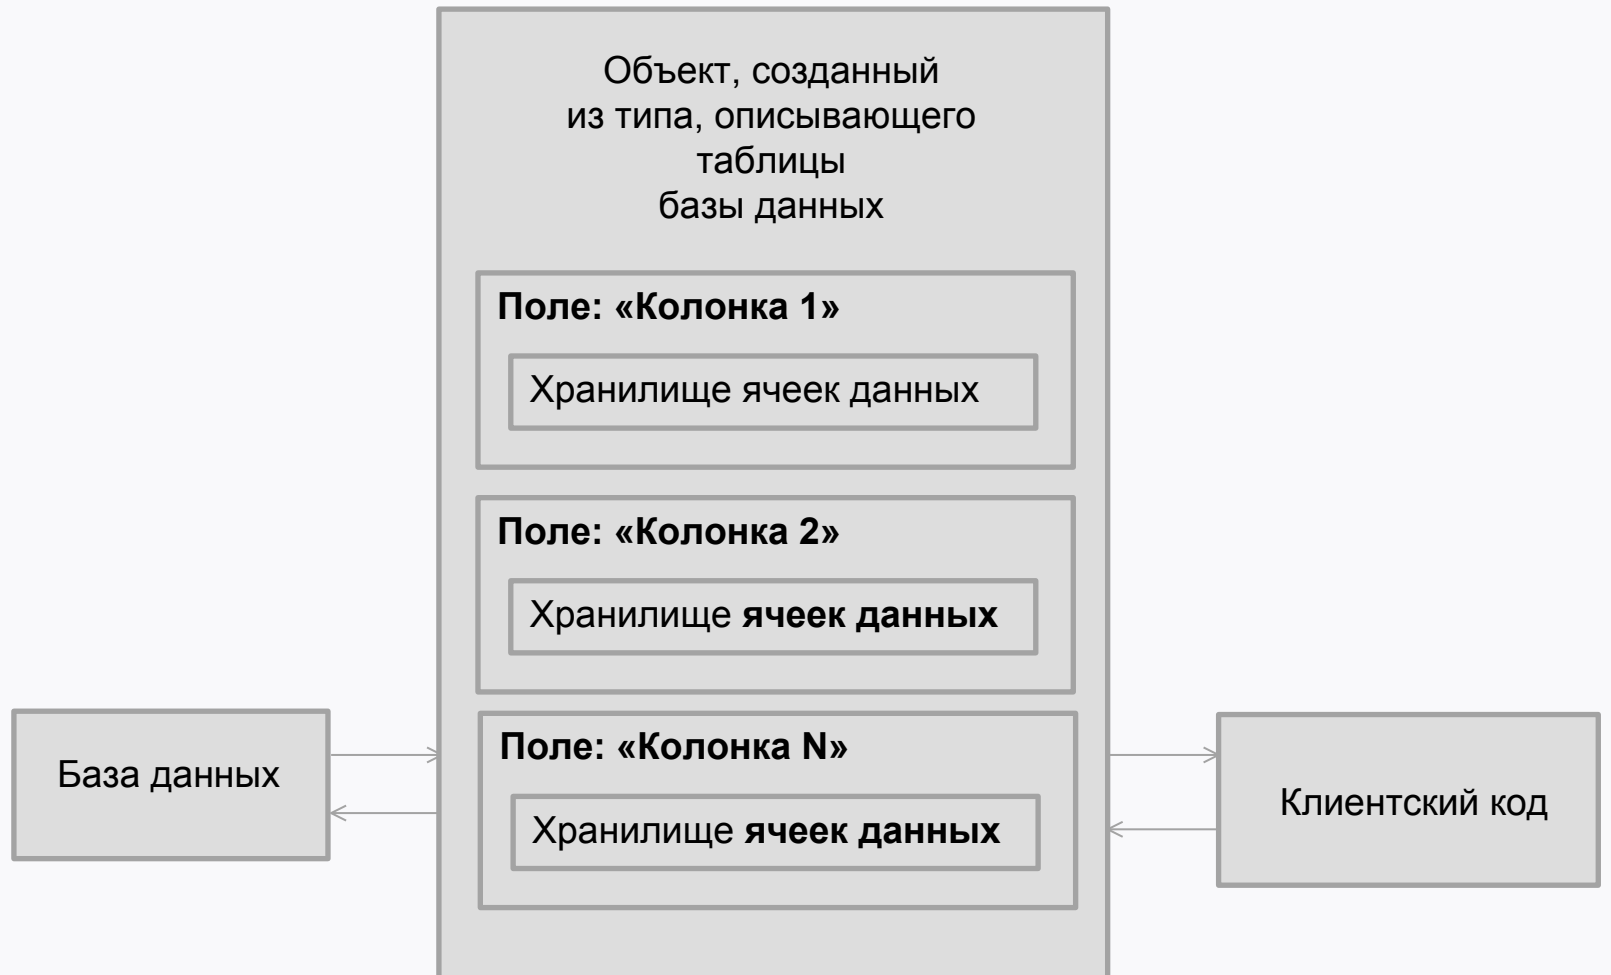 Объект, созданный
из типа, описывающего
таблицы
базы данных
Поле: «Колонка 1»
Хранилище ячеек данных
Поле: «Колонка 2»
Хранилище ячеек данных
Поле: «Колонка N»
Хранилище ячеек данных
База данных
Клиентский код